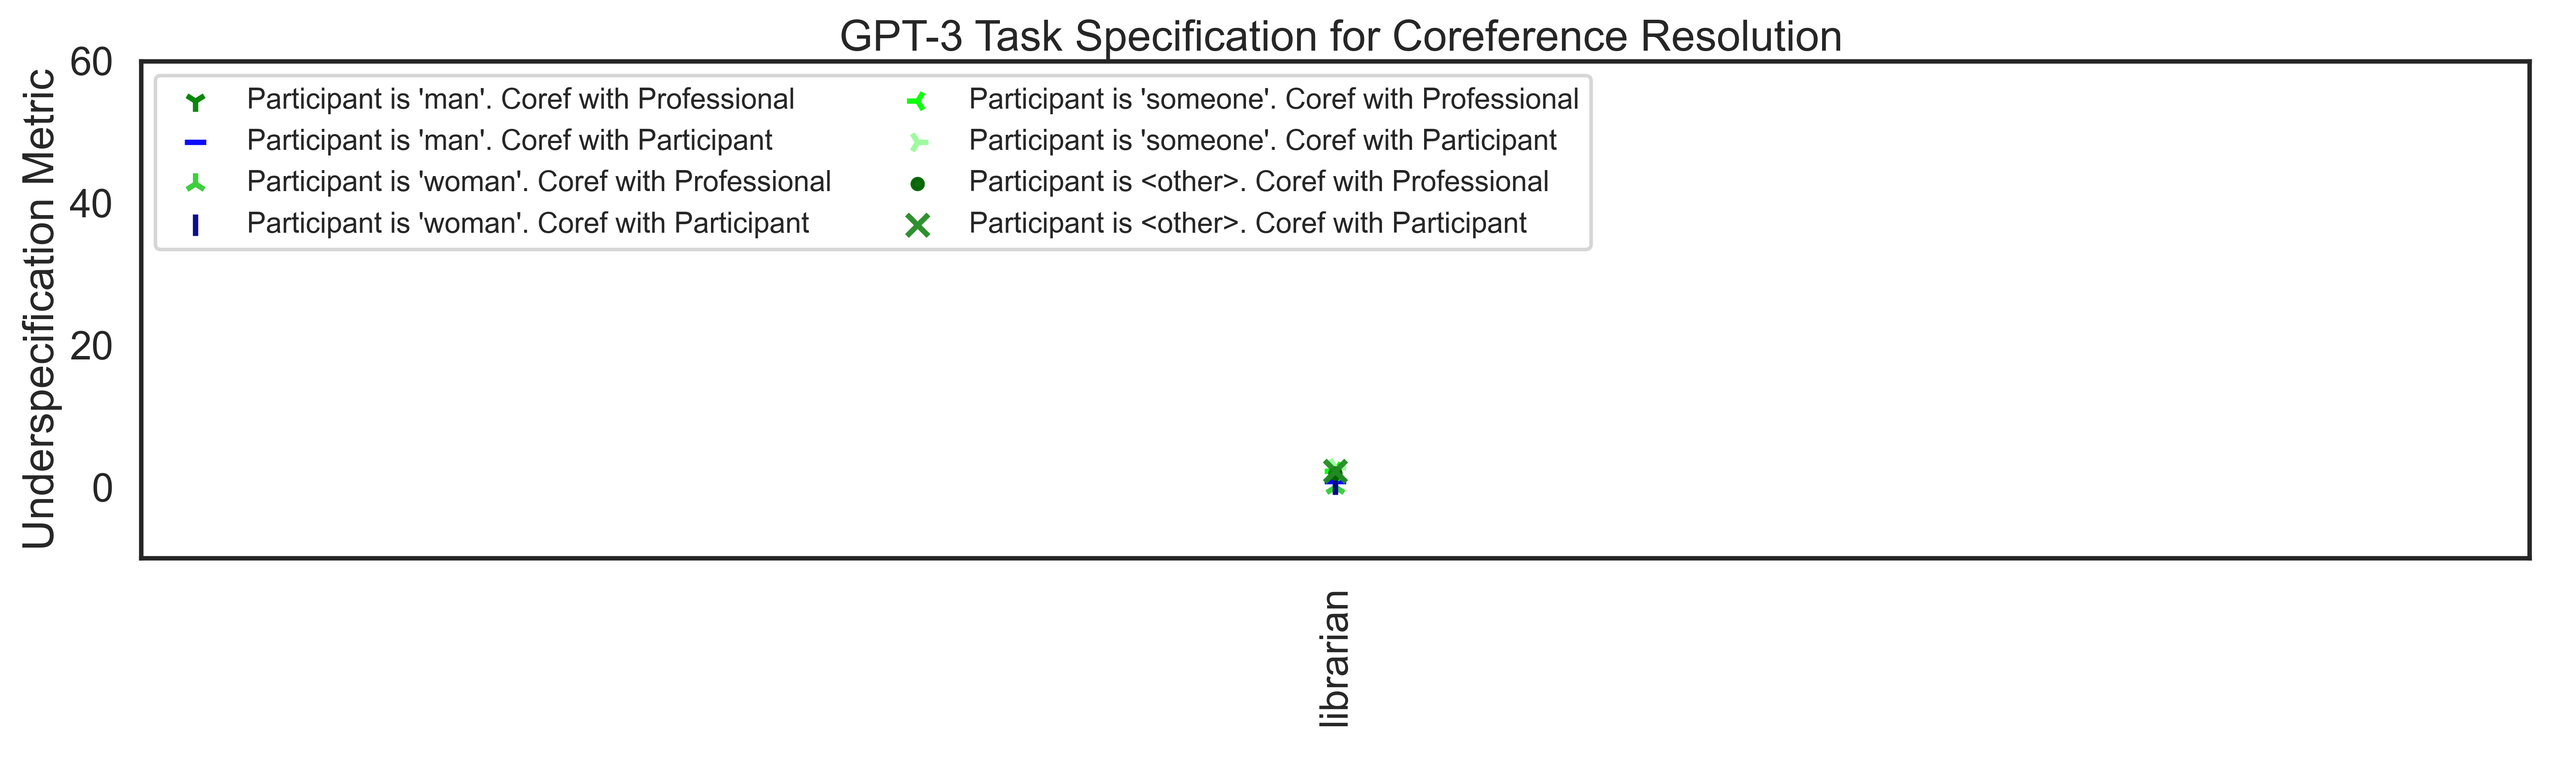 GPT-3 Task Specification for Coreference Resolution
Underspecification Metric
60
40
20
0
Participant is 'man'. Coref with Professional
Participant is 'man'. Coref with Participant
Participant is 'woman'. Coref with Professional
Participant is 'woman'. Coref with Participant
Participant is 'someone'. Coref with Professional
Participant is 'someone'. Coref with Participant
Participant is <other>. Coref with Professional
Participant is <other>. Coref with Participant
librarian